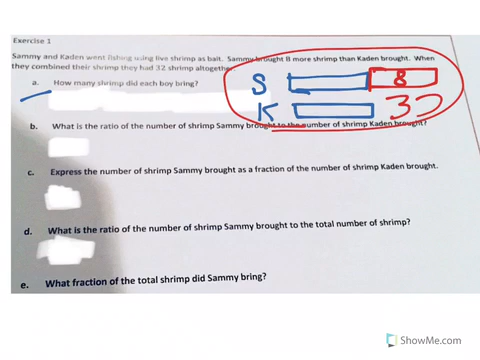 Exercise 1
Sammy and Kaden went fishing using live shrimp as bait. Sammy brought 8 more shrimp than Kaden brought. When
they combined their shrimp they had 32 shrimp altogether.
a. How many shrimp did each boy bring?
S 8
K 32
b. What is the ratio of the number of shrimp Sammy brought to the number of shrimp Kaden brought?
c. Express the number of shrimp Sammy brought as a fraction of the number of shrimp Kaden brought.
d. What is the ratio of the number of shrimp Sammy brought to the total number of shrimp?
e. What fraction of the total shrimp did Sammy bring?
ShowMe.com